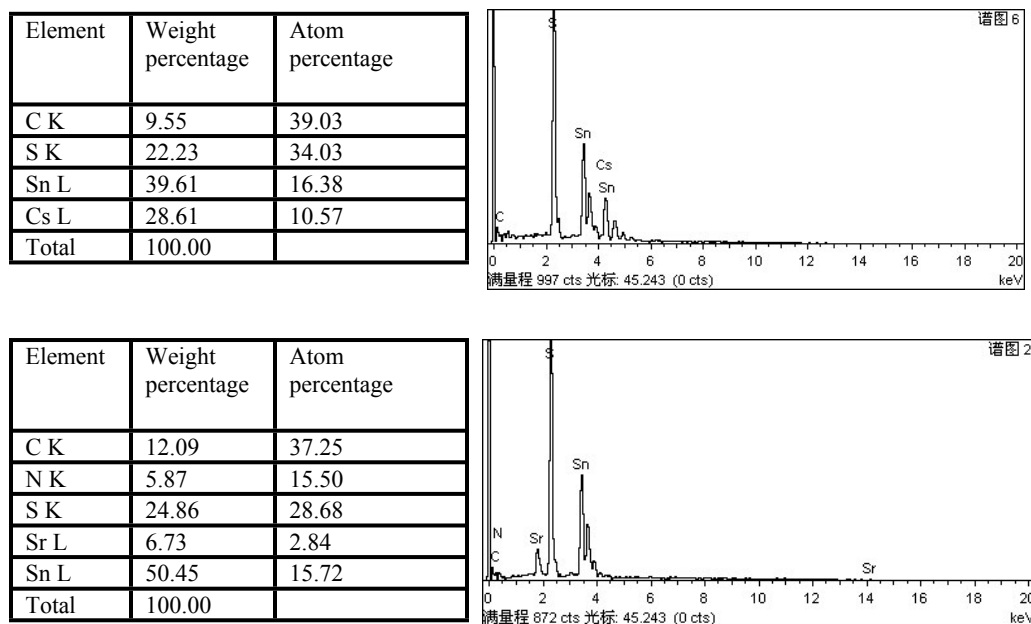 Element Weight percentage Atom percentage
C K 9.55 39.03
S K 22.23 34.03
Sn L 39.61 16.38
Cs L 28.61 10.57
Total 100.00
谱图 6
S
Sn
Cs
Sn
C
0 2 4 6 8 10 12 14 16 18 20
满量程 997 cts 光标: 45.243 (0 cts) keV
Element Weight percentage Atom percentage
C K 12.09 37.25
N K 5.87 15.50
S K 24.86 28.68
Sr L 6.73 2.84
Sn L 50.45 15.72
Total 100.00
谱图 2
S
Sn
N
Sr
C
Sr
0 2 4 6 8 10 12 14 16 18 20
满量程 872 cts 光标: 45.243 (0 cts) keV